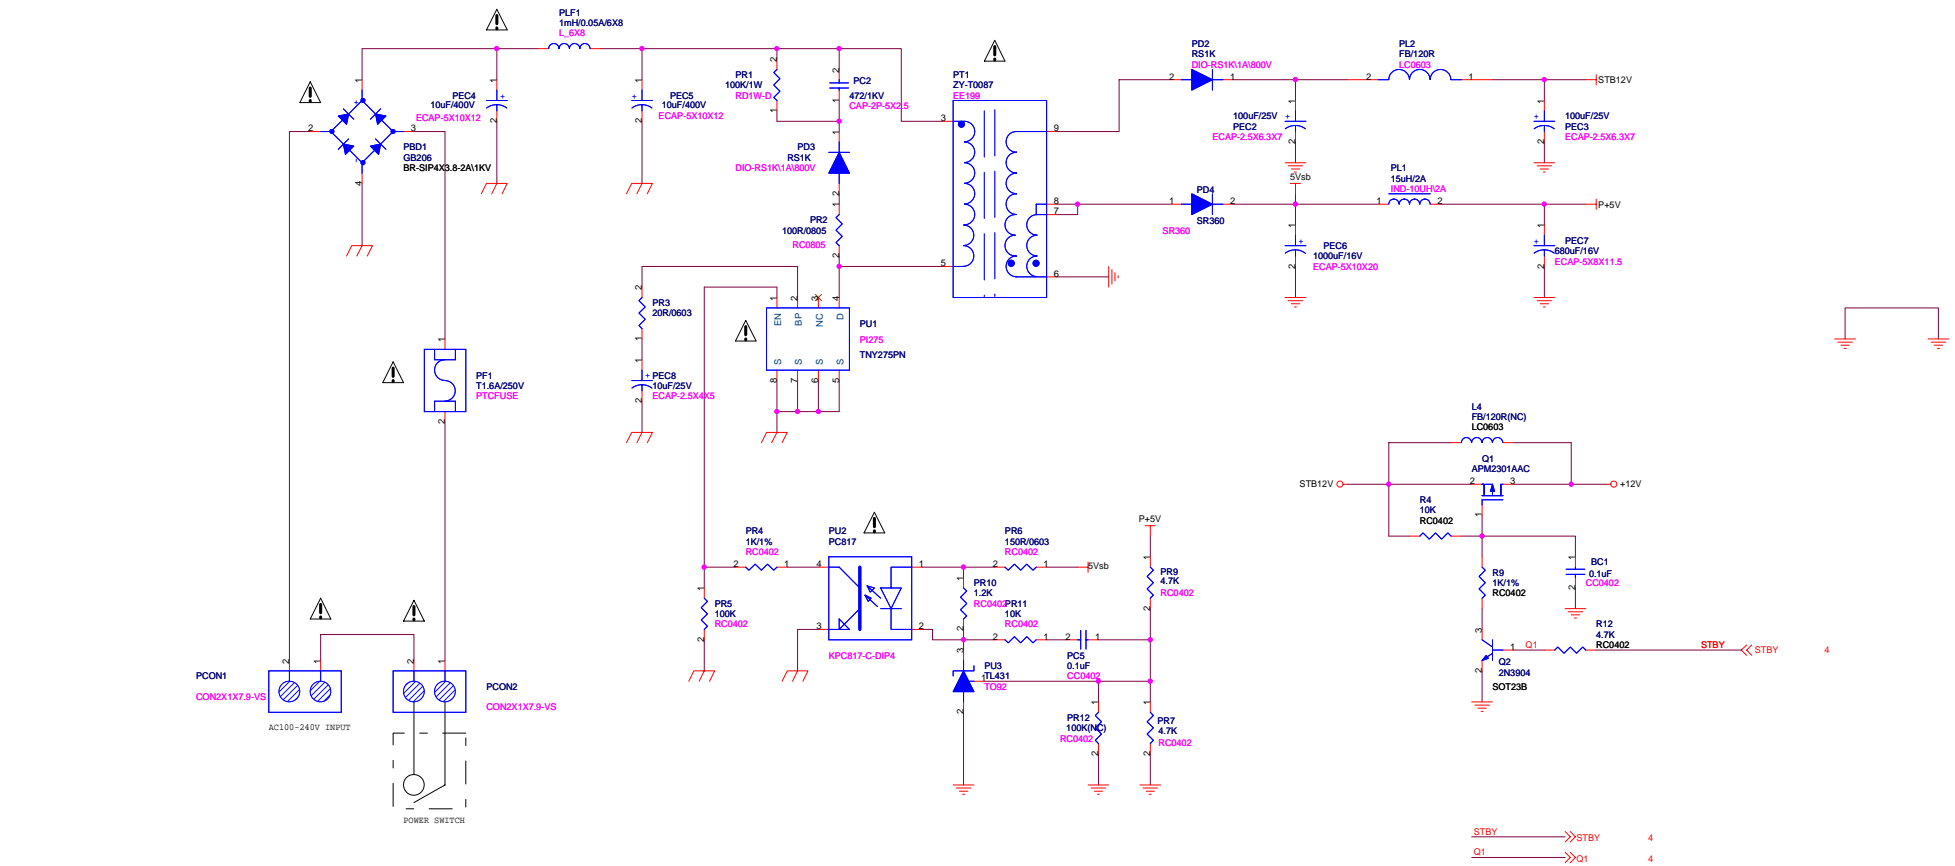 PLF1
1mH/0.05A/6X8
L_6X8
PEC4
10uF/400V
ECAP-5X10X12
PEC5
10uF/400V
ECAP-5X10X12
PR1
100K/1W
RD1W-D
PC2
472/1KV
CAP-2P-5X2.5
PT1
ZY-T0087
EE199
PD2
RS1K
DIO-RS1K\1A\800V
PL2
FB/120R
LC0603
STB12V
100uF/25V
PEC2
ECAP-2.5X6.3X7
100uF/25V
PEC3
ECAP-2.5X6.3X7
PBD1
GB206
BR-SIP4X3.8-2A\1KV
PD3
RS1K
DIO-RS1K\1A\800V
5Vsb
PL1
15uH/2A
IND-10UH\2A
P+5V
PD4
SR360
SR360
PR2
100R/0805
RC0805
PEC6
1000uF/16V
ECAP-5X10X20
PEC7
680uF/16V
ECAP-5X8X11.5
PR3
20R/0603
EN
BP
NC
D
S
S
S
S
PU1
PI275
TNY275PN
PEC8
10uF/25V
ECAP-2.5X4X5
PF1
T1.6A/250V
PTCFUSE
L4
FB/120R(NC)
LC0603
Q1
APM2301AAC
STB12V
+12V
R4
10K
RC0402
BC1
0.1uF
CC0402
R9
1K/1%
RC0402
R12
4.7K
RC0402
Q1
STBY
STBY
4
Q2
2N3904
SOT23B
PR4
1K/1%
RC0402
PU2
PC817
KPC817-C-DIP4
PR6
150R/0603
RC0402
5Vsb
P+5V
PR9
4.7K
RC0402
PR5
100K
RC0402
PR10
1.2K
RC0402
PR11
10K
RC0402
PC5
0.1uF
CC0402
PU3
TL431
TO92
PR12
100K(NC)
RC0402
PR7
4.7K
RC0402
PCON1
CON2X1X7.9-VS
AC100-240V INPUT
PCON2
CON2X1X7.9-VS
POWER SWITCH
STBY
STBY
4
Q1
Q1
4